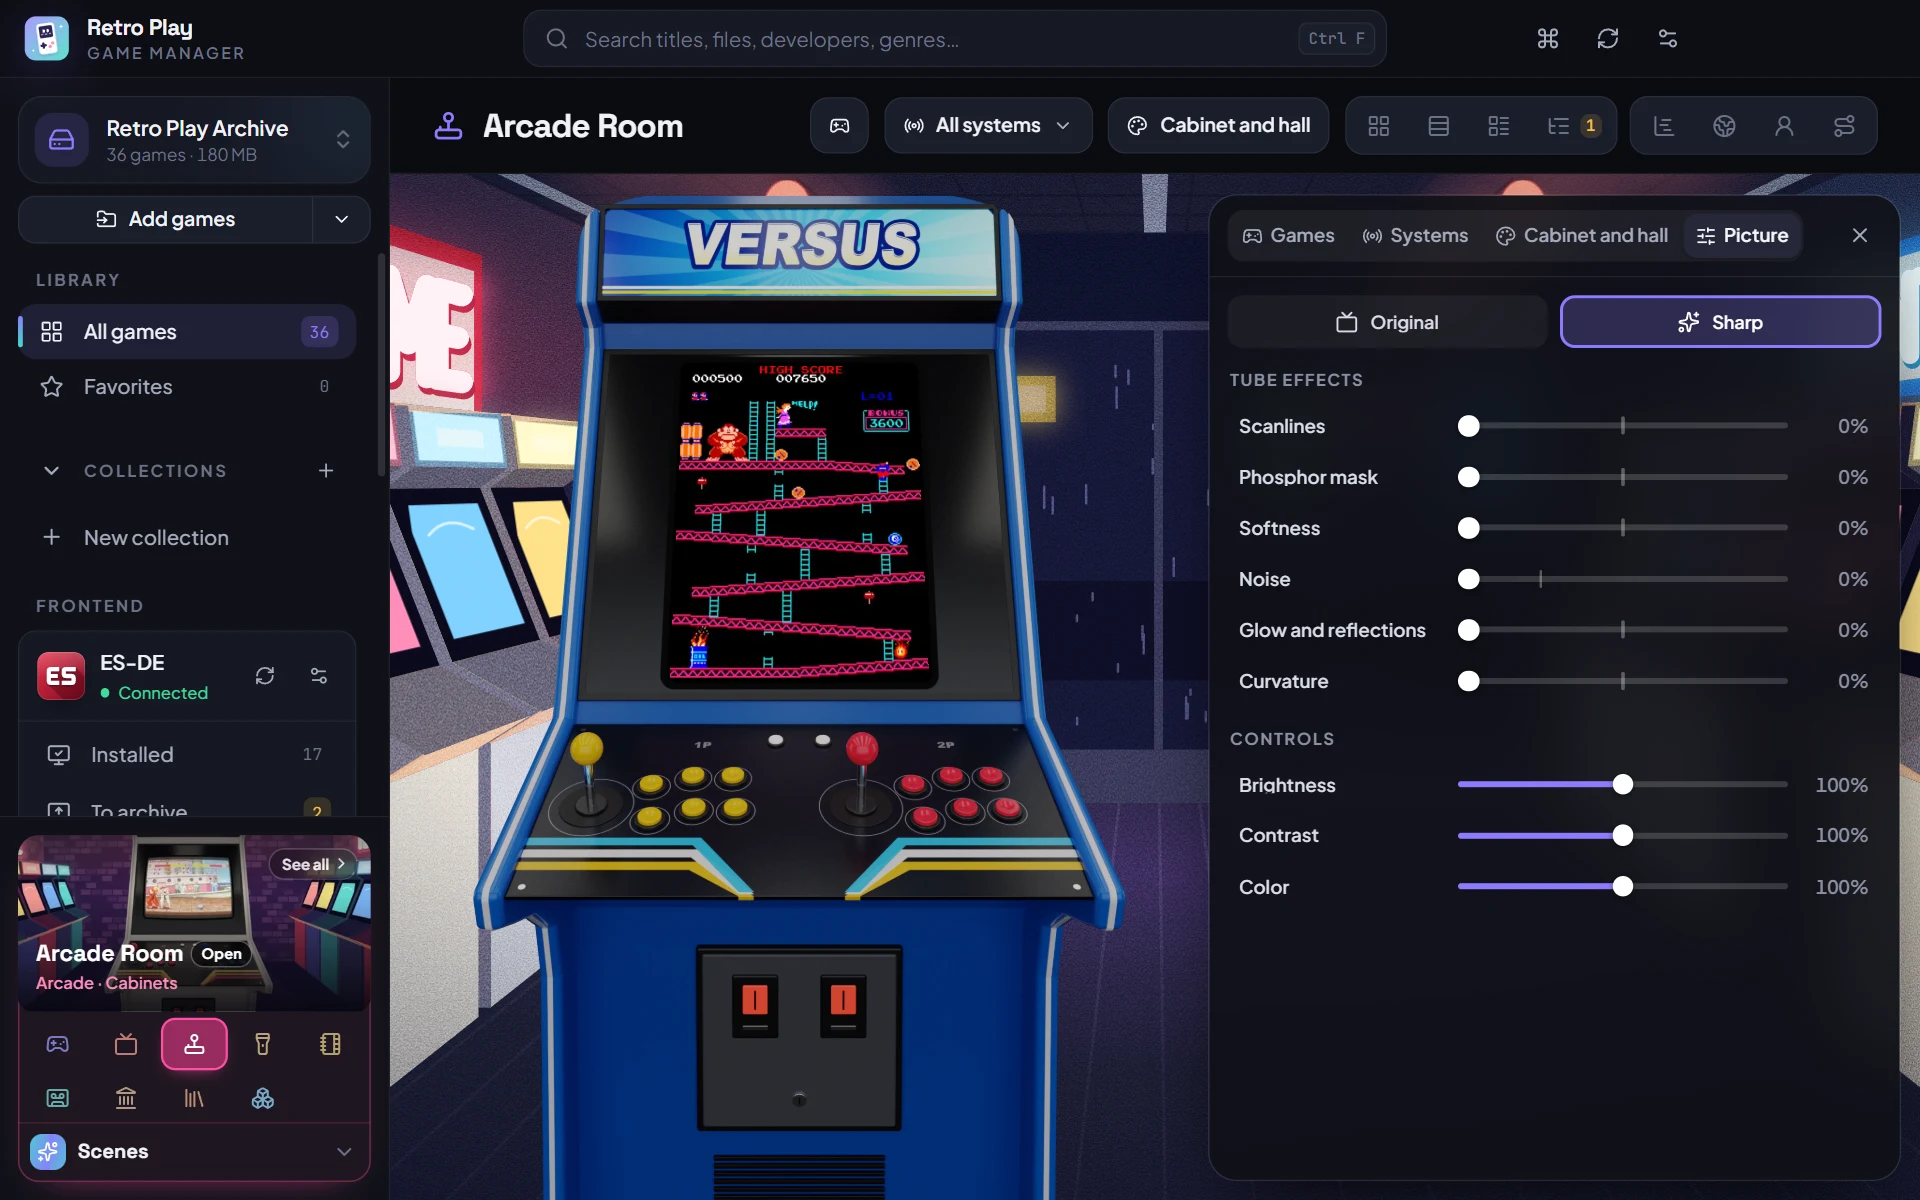 Retro Play
GAME MANAGER
Search titles, files, developers, genres...
Ctrl F
Retro Play Archive
36 games · 180 MB
Add games
LIBRARY
All games
36
Favorites
0
COLLECTIONS
New collection
FRONTEND
ES
ES-DE
Connected
Installed
17
To archive
2
See all
Arcade Room
Open
Arcade · Cabinets
Scenes
Arcade Room
All systems
Cabinet and hall
1
VERSUS
HIGH SCORE
000500
007650
L=01
HELP!
BONUS
3600
1P
2P
Games
Systems
Cabinet and hall
Picture
Original
Sharp
TUBE EFFECTS
Scanlines
0%
Phosphor mask
0%
Softness
0%
Noise
0%
Glow and reflections
0%
Curvature
0%
CONTROLS
Brightness
100%
Contrast
100%
Color
100%